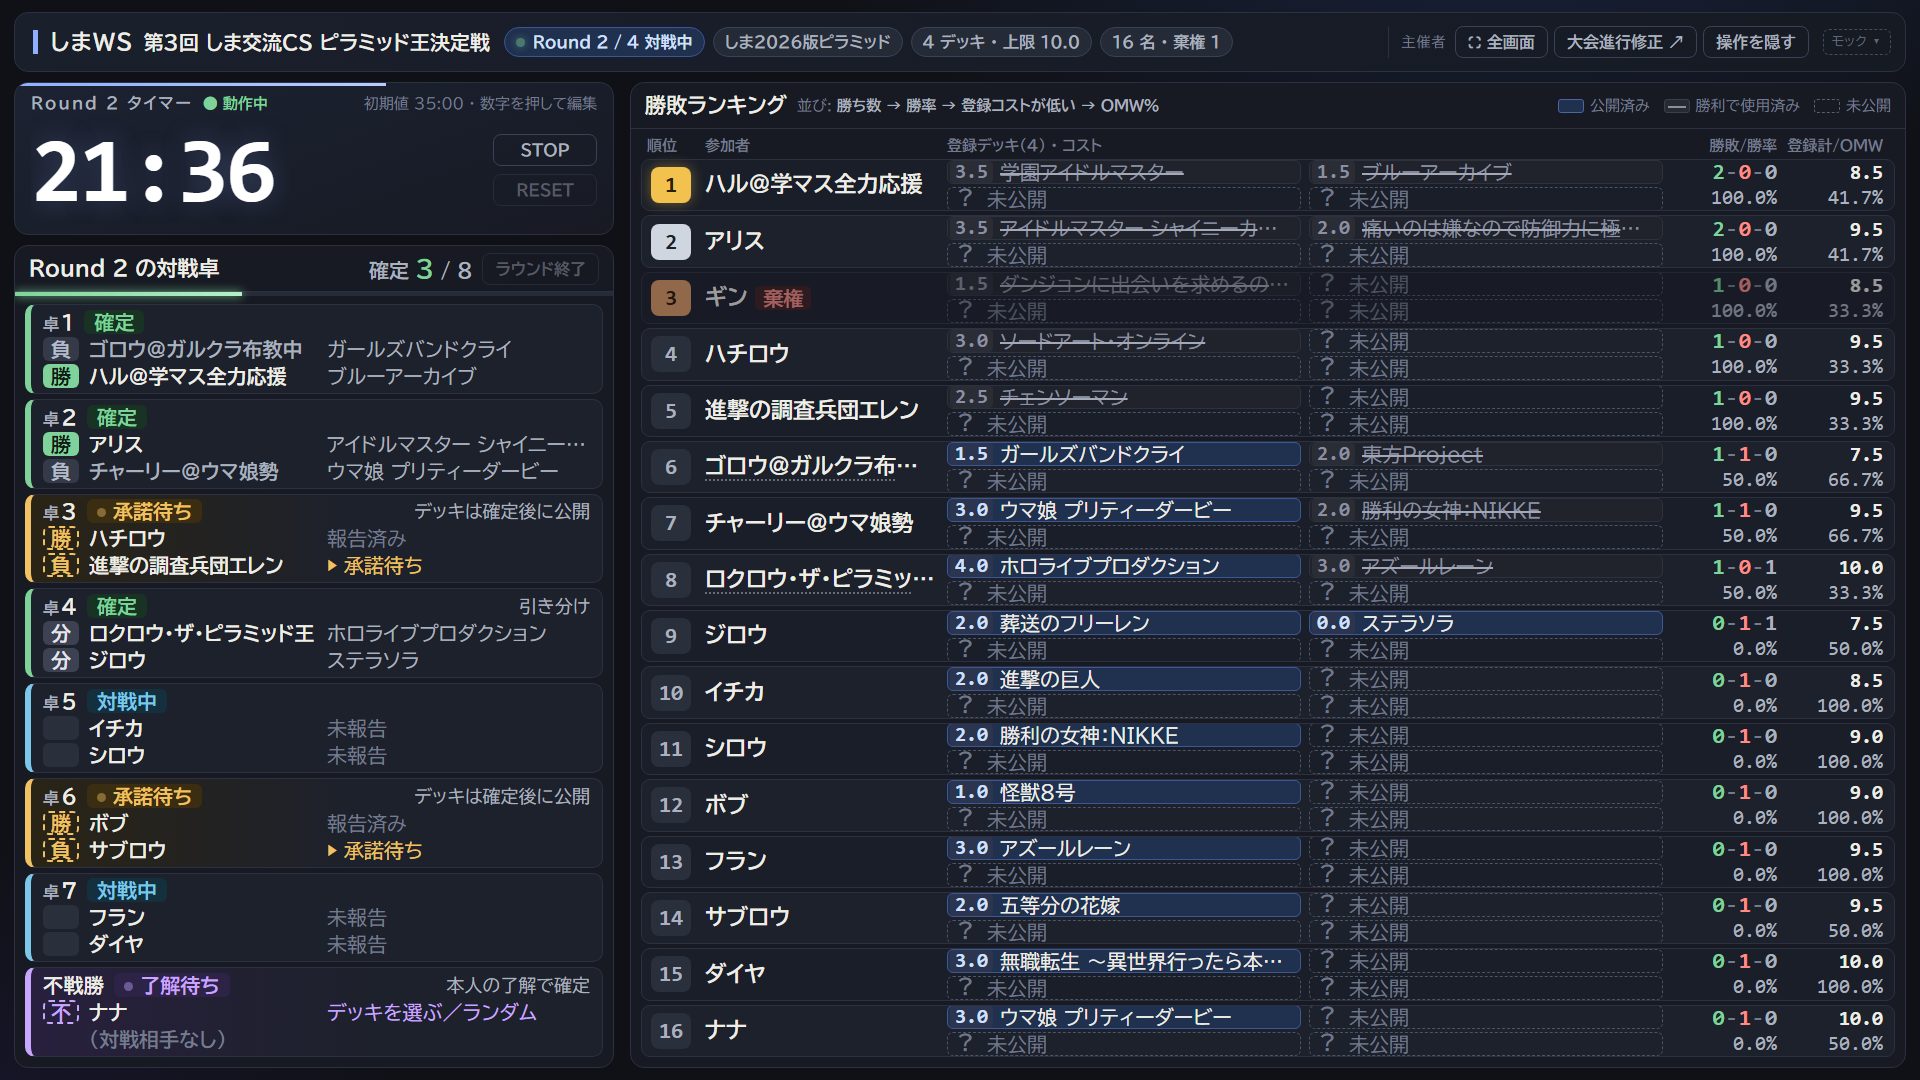 しまWS 第3回 しま交流CS ピラミッド王決定戦 Round 2 / 4 対戦中 しま2026版ピラミッド 4 デッキ・上限 10.0 16 名・棄権 1 主催者 全画面 大会進行修正 ↗ 操作を隠す モック ▾
Round 2 タイマー 動作中 初期値 35:00・数字を押して編集
21:36
STOP
RESET
Round 2 の対戦卓 確定 3 / 8 ラウンド終了
卓1 確定
負 ゴロウ@ガルクラ布教中 ガールズバンドクライ
勝 ハル@学マス全力応援 ブルーアーカイブ
卓2 確定
勝 アリス アイドルマスター シャイニー…
負 チャーリー@ウマ娘勢 ウマ娘 プリティーダービー
卓3 承諾待ち デッキは確定後に公開
勝 ハチロウ 報告済み
負 進撃の調査兵団エレン ▸ 承諾待ち
卓4 確定 引き分け
分 ロクロウ・ザ・ピラミッド王 ホロライブプロダクション
分 ジロウ ステラソラ
卓5 対戦中
イチカ 未報告
シロウ 未報告
卓6 承諾待ち デッキは確定後に公開
勝 ボブ 報告済み
負 サブロウ ▸ 承諾待ち
卓7 対戦中
フラン 未報告
ダイヤ 未報告
不戦勝 了解待ち 本人の了解で確定
不 ナナ デッキを選ぶ／ランダム
（対戦相手なし）
勝敗ランキング 並び: 勝ち数 → 勝率 → 登録コストが低い → OMW% 公開済み 勝利で使用済み 未公開
順位 参加者 登録デッキ(4)・コスト 勝敗/勝率 登録計/OMW
1 ハル@学マス全力応援 3.5 学園アイドルマスター 1.5 ブルーアーカイブ 2-0-0 8.5
? 未公開 ? 未公開 100.0% 41.7%
2 アリス 3.5 アイドルマスター シャイニーカ… 2.0 痛いのは嫌なので防御力に極… 2-0-0 9.5
? 未公開 ? 未公開 100.0% 41.7%
3 ギン 棄権 1.5 ダンジョンに出会いを求めるの… ? 未公開 1-0-0 8.5
? 未公開 ? 未公開 100.0% 33.3%
4 ハチロウ 3.0 ソードアート・オンライン ? 未公開 1-0-0 9.5
? 未公開 ? 未公開 100.0% 33.3%
5 進撃の調査兵団エレン 2.5 チェンソーマン ? 未公開 1-0-0 9.5
? 未公開 ? 未公開 100.0% 33.3%
6 ゴロウ@ガルクラ布… 1.5 ガールズバンドクライ 2.0 東方Project 1-1-0 7.5
? 未公開 ? 未公開 50.0% 66.7%
7 チャーリー@ウマ娘勢 3.0 ウマ娘 プリティーダービー 2.0 勝利の女神：NIKKE 1-1-0 9.5
? 未公開 ? 未公開 50.0% 66.7%
8 ロクロウ・ザ・ピラミッ… 4.0 ホロライブプロダクション 3.0 アズールレーン 1-0-1 10.0
? 未公開 ? 未公開 50.0% 33.3%
9 ジロウ 2.0 葬送のフリーレン 0.0 ステラソラ 0-1-1 7.5
? 未公開 ? 未公開 0.0% 50.0%
10 イチカ 2.0 進撃の巨人 ? 未公開 0-1-0 8.5
? 未公開 ? 未公開 0.0% 100.0%
11 シロウ 2.0 勝利の女神：NIKKE ? 未公開 0-1-0 9.0
? 未公開 ? 未公開 0.0% 100.0%
12 ボブ 1.0 怪獣8号 ? 未公開 0-1-0 9.0
? 未公開 ? 未公開 0.0% 100.0%
13 フラン 3.0 アズールレーン ? 未公開 0-1-0 9.5
? 未公開 ? 未公開 0.0% 100.0%
14 サブロウ 2.0 五等分の花嫁 ? 未公開 0-1-0 9.5
? 未公開 ? 未公開 0.0% 50.0%
15 ダイヤ 3.0 無職転生 ～異世界行ったら本… ? 未公開 0-1-0 10.0
? 未公開 ? 未公開 0.0% 100.0%
16 ナナ 3.0 ウマ娘 プリティーダービー ? 未公開 0-1-0 10.0
? 未公開 ? 未公開 0.0% 50.0%